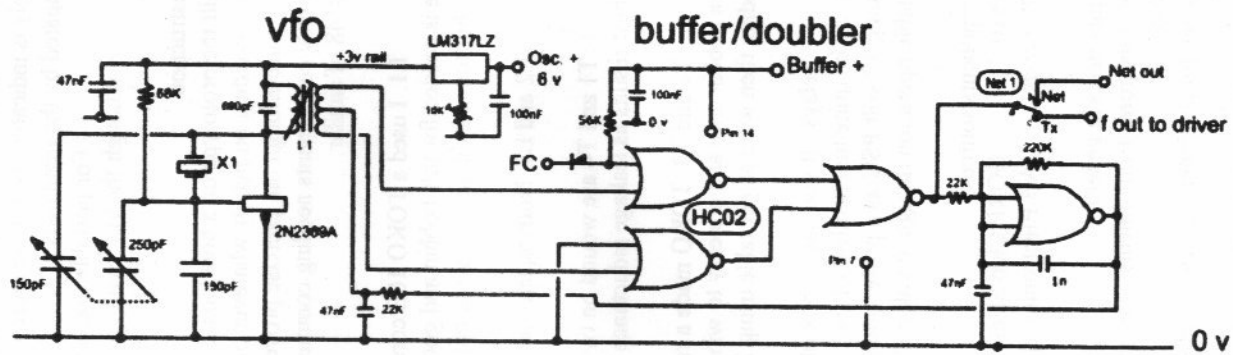 vfo
buffer/doubler
LM317LZ
+3v rail
Osc. +
6 v
47nF
68K
680pF
10K
100nF
L1
X1
2N2369A
150pF
250pF
190pF
Buffer +
100nF
0 v
56K
Pin 14
FC
HC02
Pin 7
47nF
22K
Net 1
Net out
Net
Tx
f out to driver
220K
22K
47nF
1n
0 v